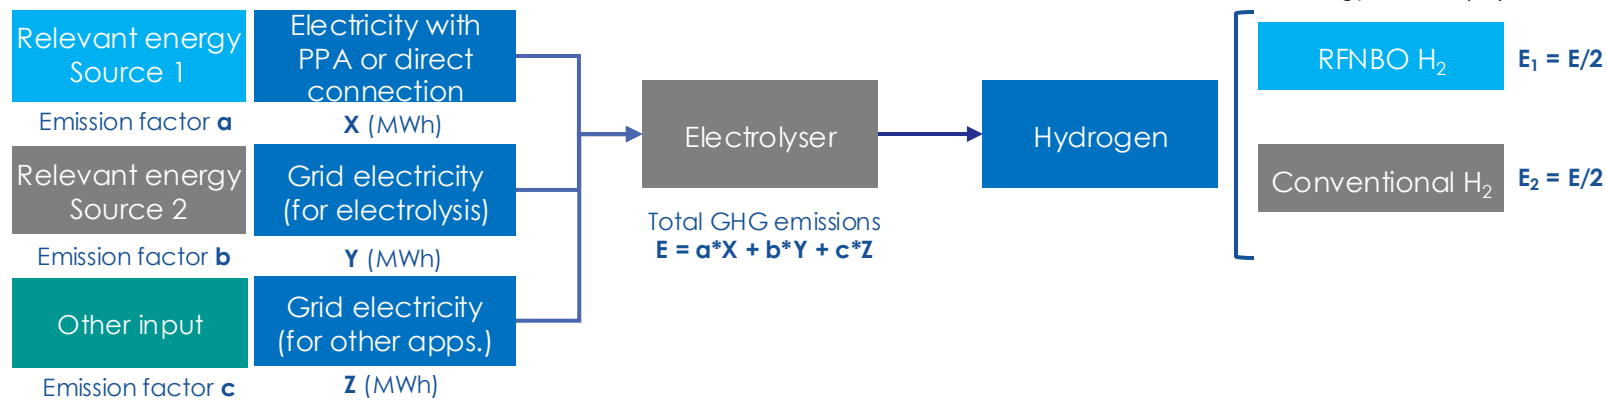 Relevant energy
Source 1
Electricity with
PPA or direct
connection
Emission factor a
X (MWh)
Relevant energy
Source 2
Grid electricity
(for electrolysis)
Emission factor b
Y (MWh)
Other input
Grid electricity
(for other apps.)
Emission factor c
Z (MWh)
Electrolyser
Total GHG emissions
E = a*X + b*Y + c*Z
Hydrogen
RFNBO H₂
E₁ = E/2
Conventional H₂
E₂ = E/2